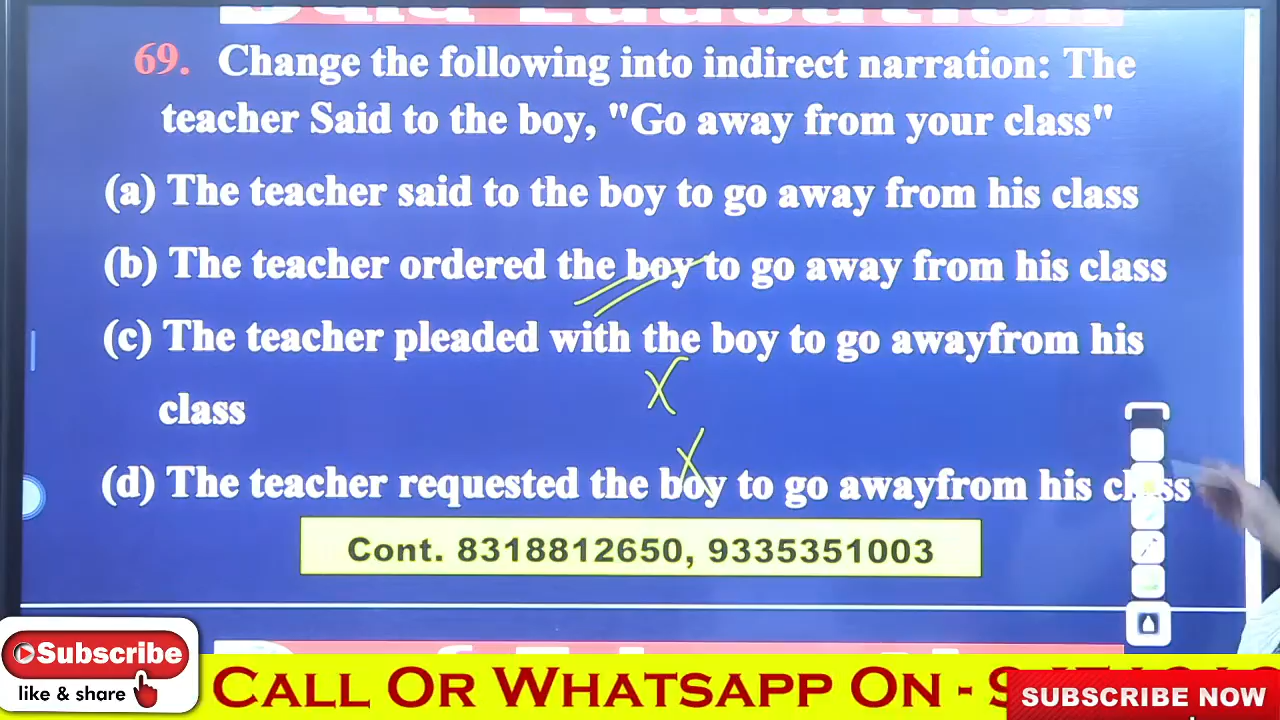 69. Change the following into indirect narration: The
teacher Said to the boy, "Go away from your class"
(a) The teacher said to the boy to go away from his class
(b) The teacher ordered the boy to go away from his class
(c) The teacher pleaded with the boy to go awayfrom his
class
(d) The teacher requested the boy to go awayfrom his class
Cont. 8318812650, 9335351003
Subscribe
like & share
CALL OR WHATSAPP ON -
SUBSCRIBE NOW